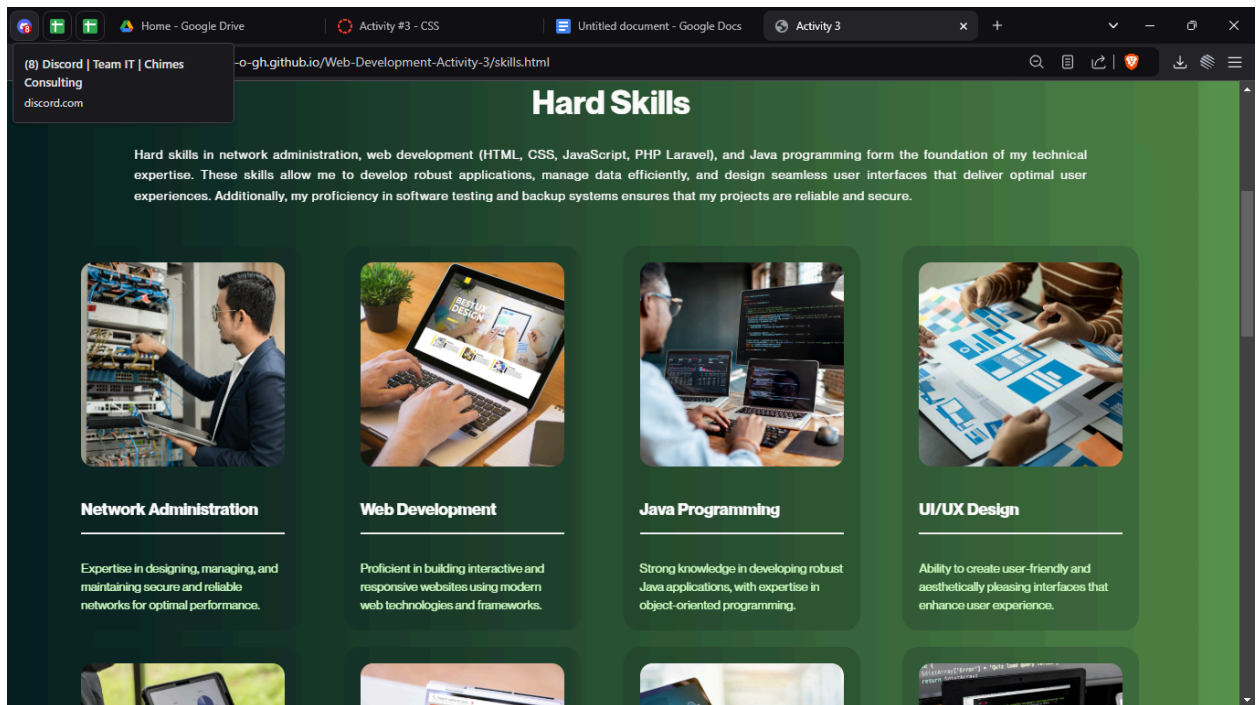 Home - Google Drive
Activity #3 - CSS
Untitled document - Google Docs
Activity 3
(8) Discord | Team IT | Chimes
Consulting
discord.com
-o-gh.github.io/Web-Development-Activity-3/skills.html
Hard Skills
Hard skills in network administration, web development (HTML, CSS, JavaScript, PHP Laravel), and Java programming form the foundation of my technical
expertise. These skills allow me to develop robust applications, manage data efficiently, and design seamless user interfaces that deliver optimal user
experiences. Additionally, my proficiency in software testing and backup systems ensures that my projects are reliable and secure.
BEST UX
DESIGN
Network Administration
Expertise in designing, managing, and
maintaining secure and reliable
networks for optimal performance.
Web Development
Proficient in building interactive and
responsive websites using modern
web technologies and frameworks.
Java Programming
Strong knowledge in developing robust
Java applications, with expertise in
object-oriented programming.
UI/UX Design
Ability to create user-friendly and
aesthetically pleasing interfaces that
enhance user experience.